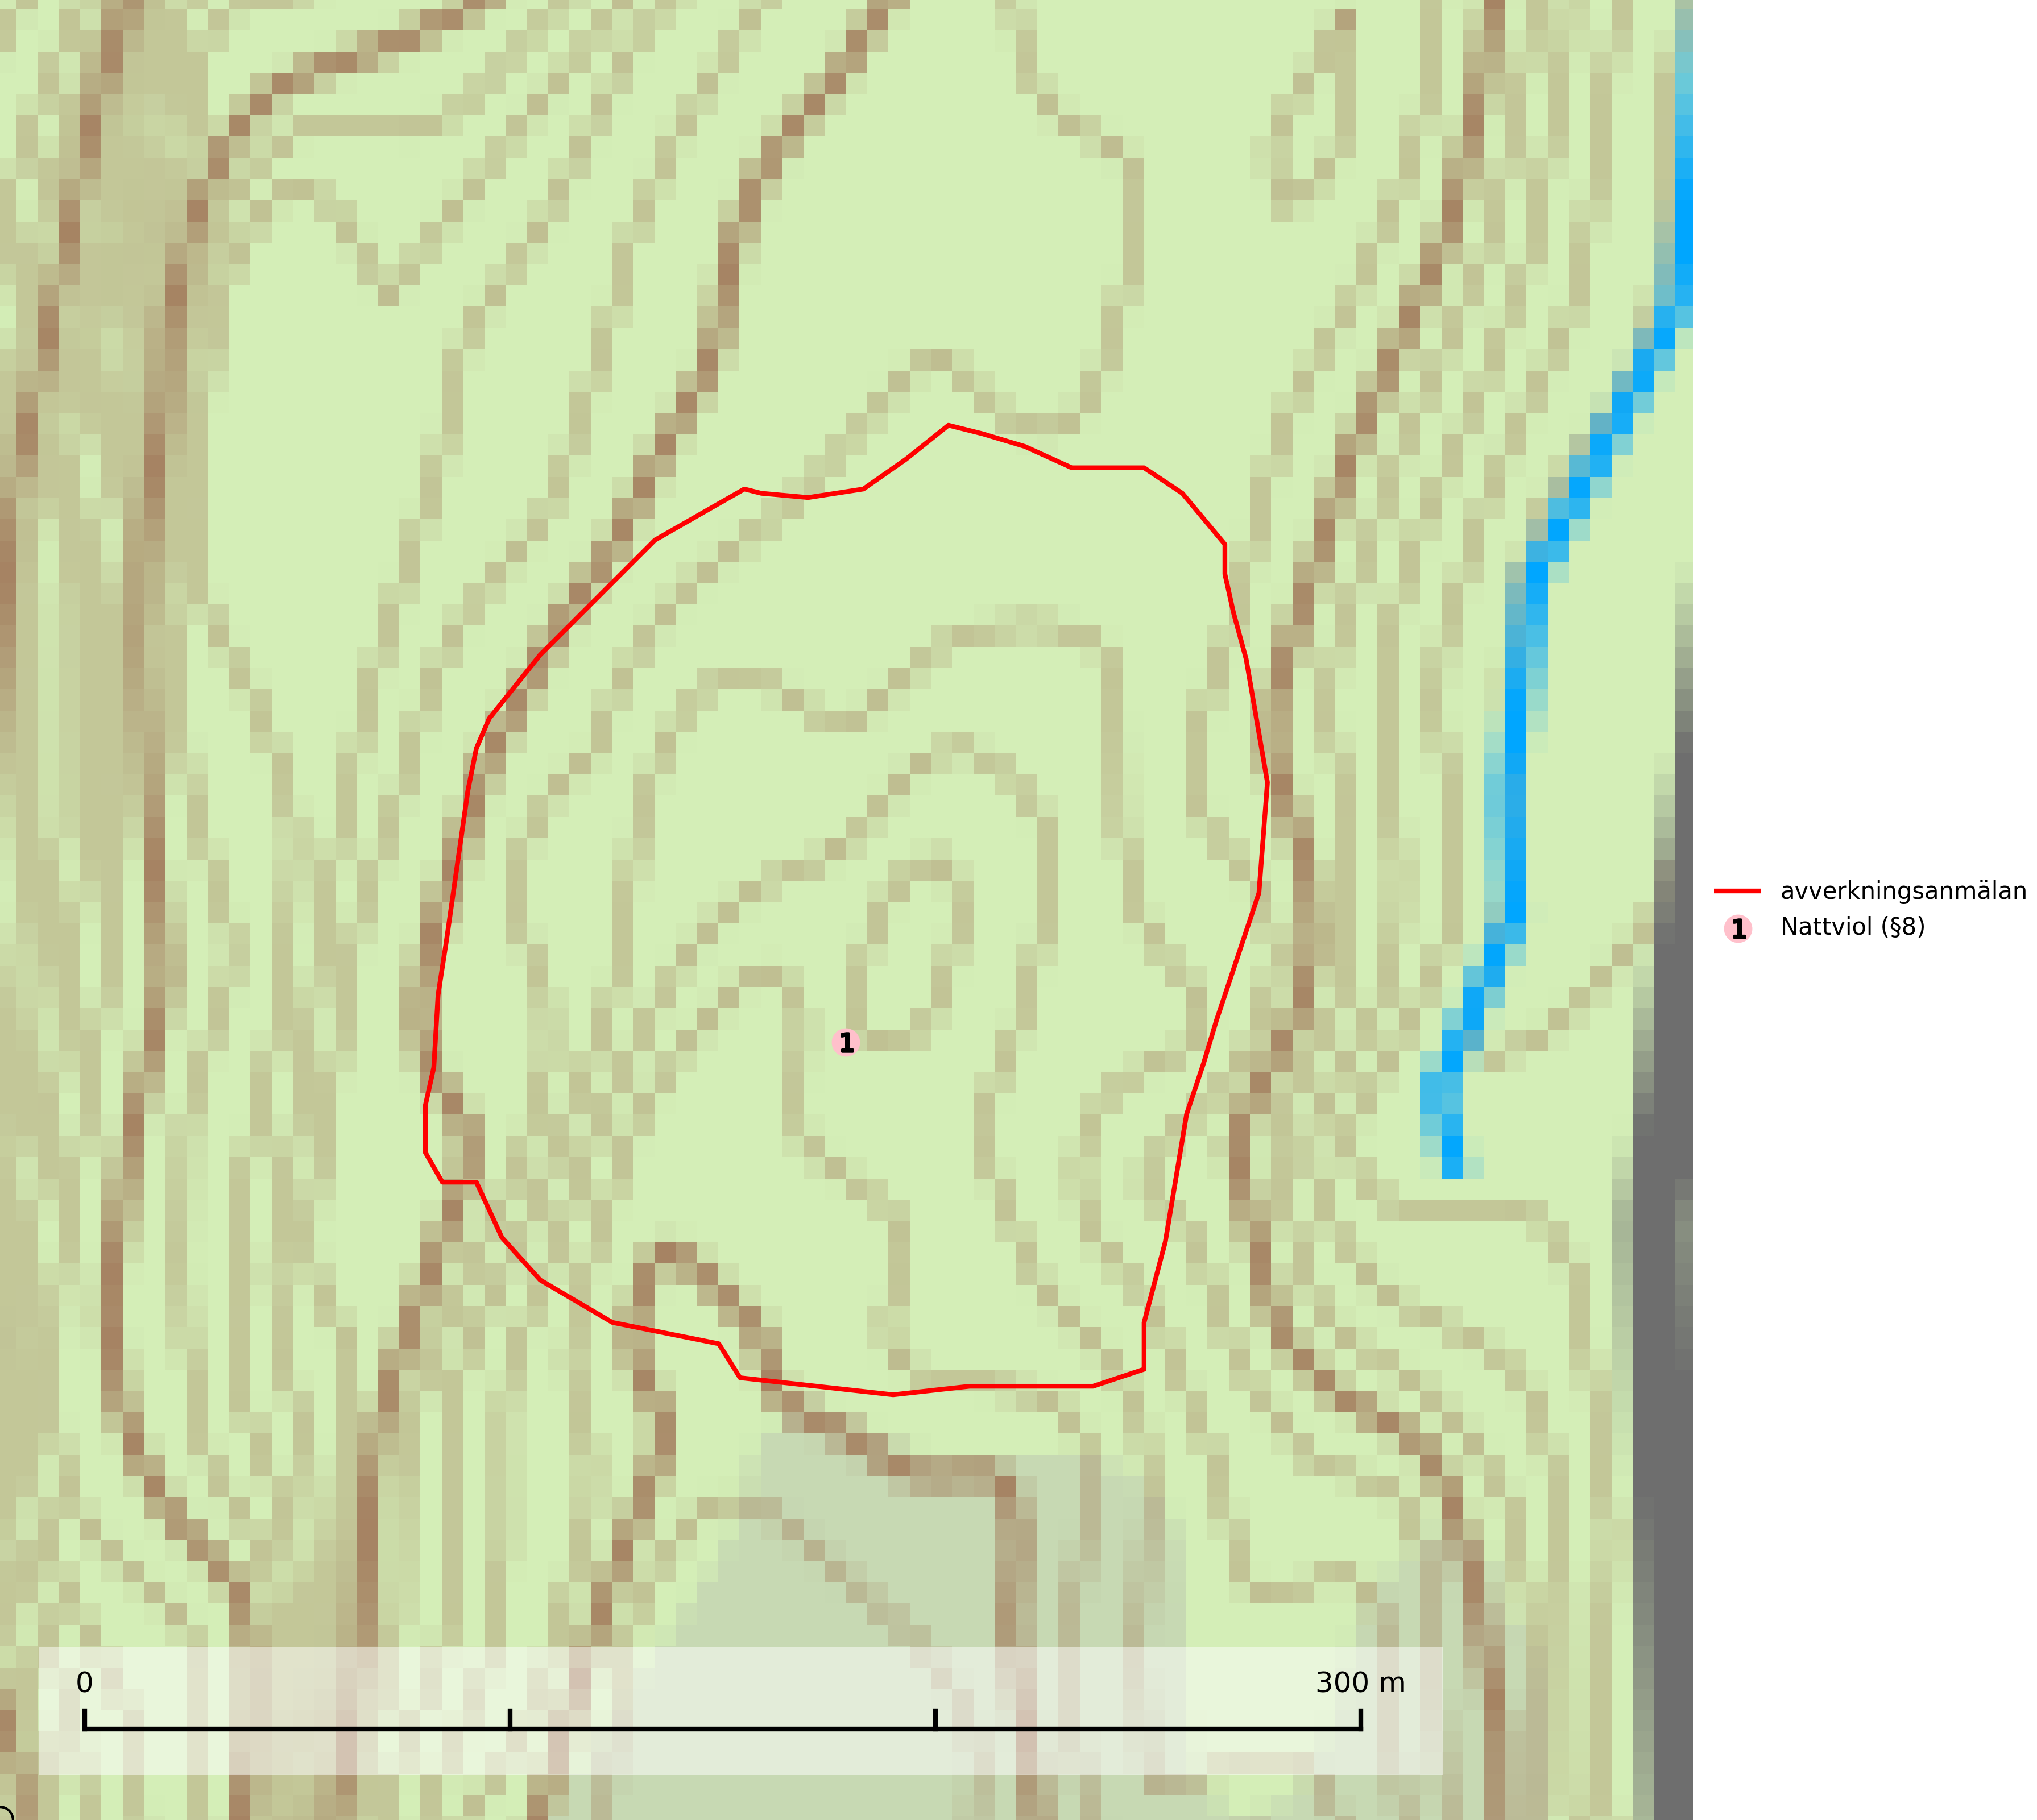 avverkningsanmälan
1 Nattviol (§8)
1
0 300 m